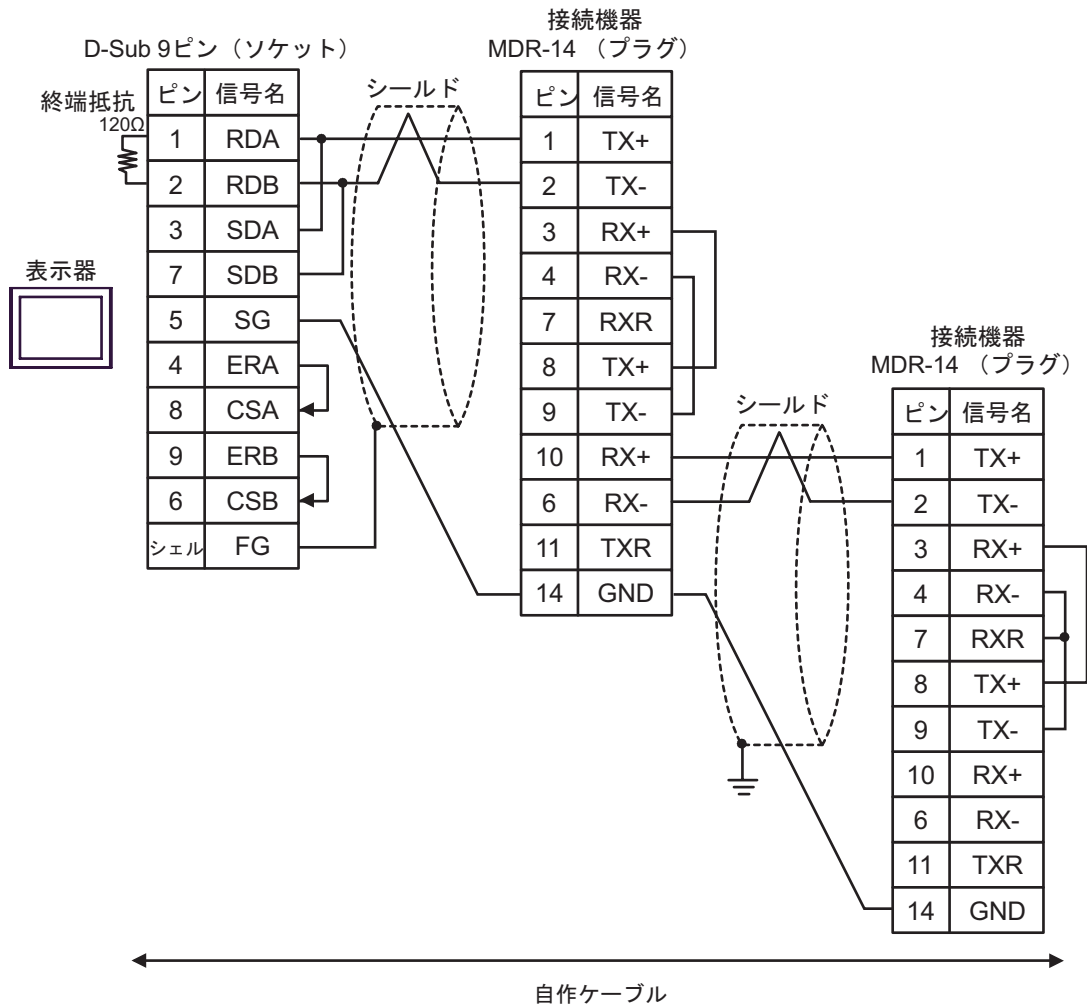 D-Sub 9ピン（ソケット）
終端抵抗
120Ω
ピン 信号名
1 RDA
2 RDB
3 SDA
7 SDB
5 SG
4 ERA
8 CSA
9 ERB
6 CSB
シェル FG
表示器
シールド
接続機器
MDR-14 （プラグ）
ピン 信号名
1 TX+
2 TX-
3 RX+
4 RX-
7 RXR
8 TX+
9 TX-
10 RX+
6 RX-
11 TXR
14 GND
シールド
接続機器
MDR-14 （プラグ）
ピン 信号名
1 TX+
2 TX-
3 RX+
4 RX-
7 RXR
8 TX+
9 TX-
10 RX+
6 RX-
11 TXR
14 GND
自作ケーブル